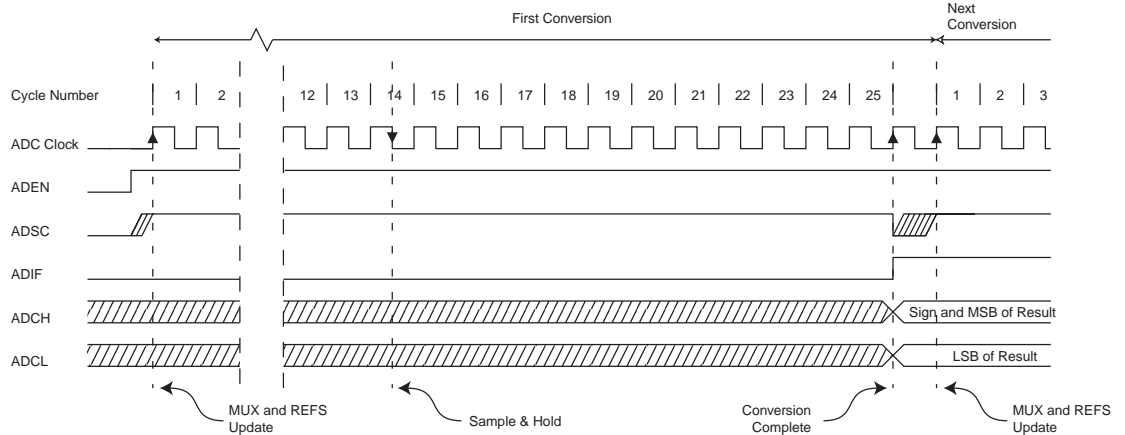 First Conversion
Next
Conversion
Cycle Number 1 2 12 13 14 15 16 17 18 19 20 21 22 23 24 25 1 2 3
ADC Clock
ADEN
ADSC
ADIF
ADCH Sign and MSB of Result
ADCL LSB of Result
MUX and REFS
Update
Sample & Hold
Conversion
Complete
MUX and REFS
Update